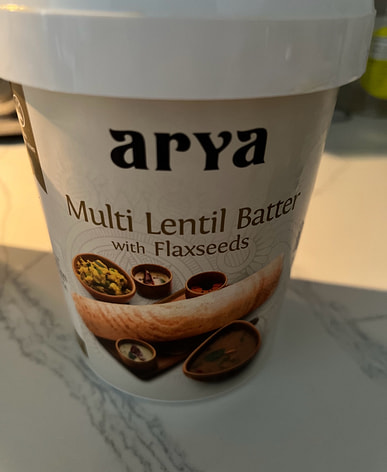 arya
Multi Lentil Batter
with Flaxseeds